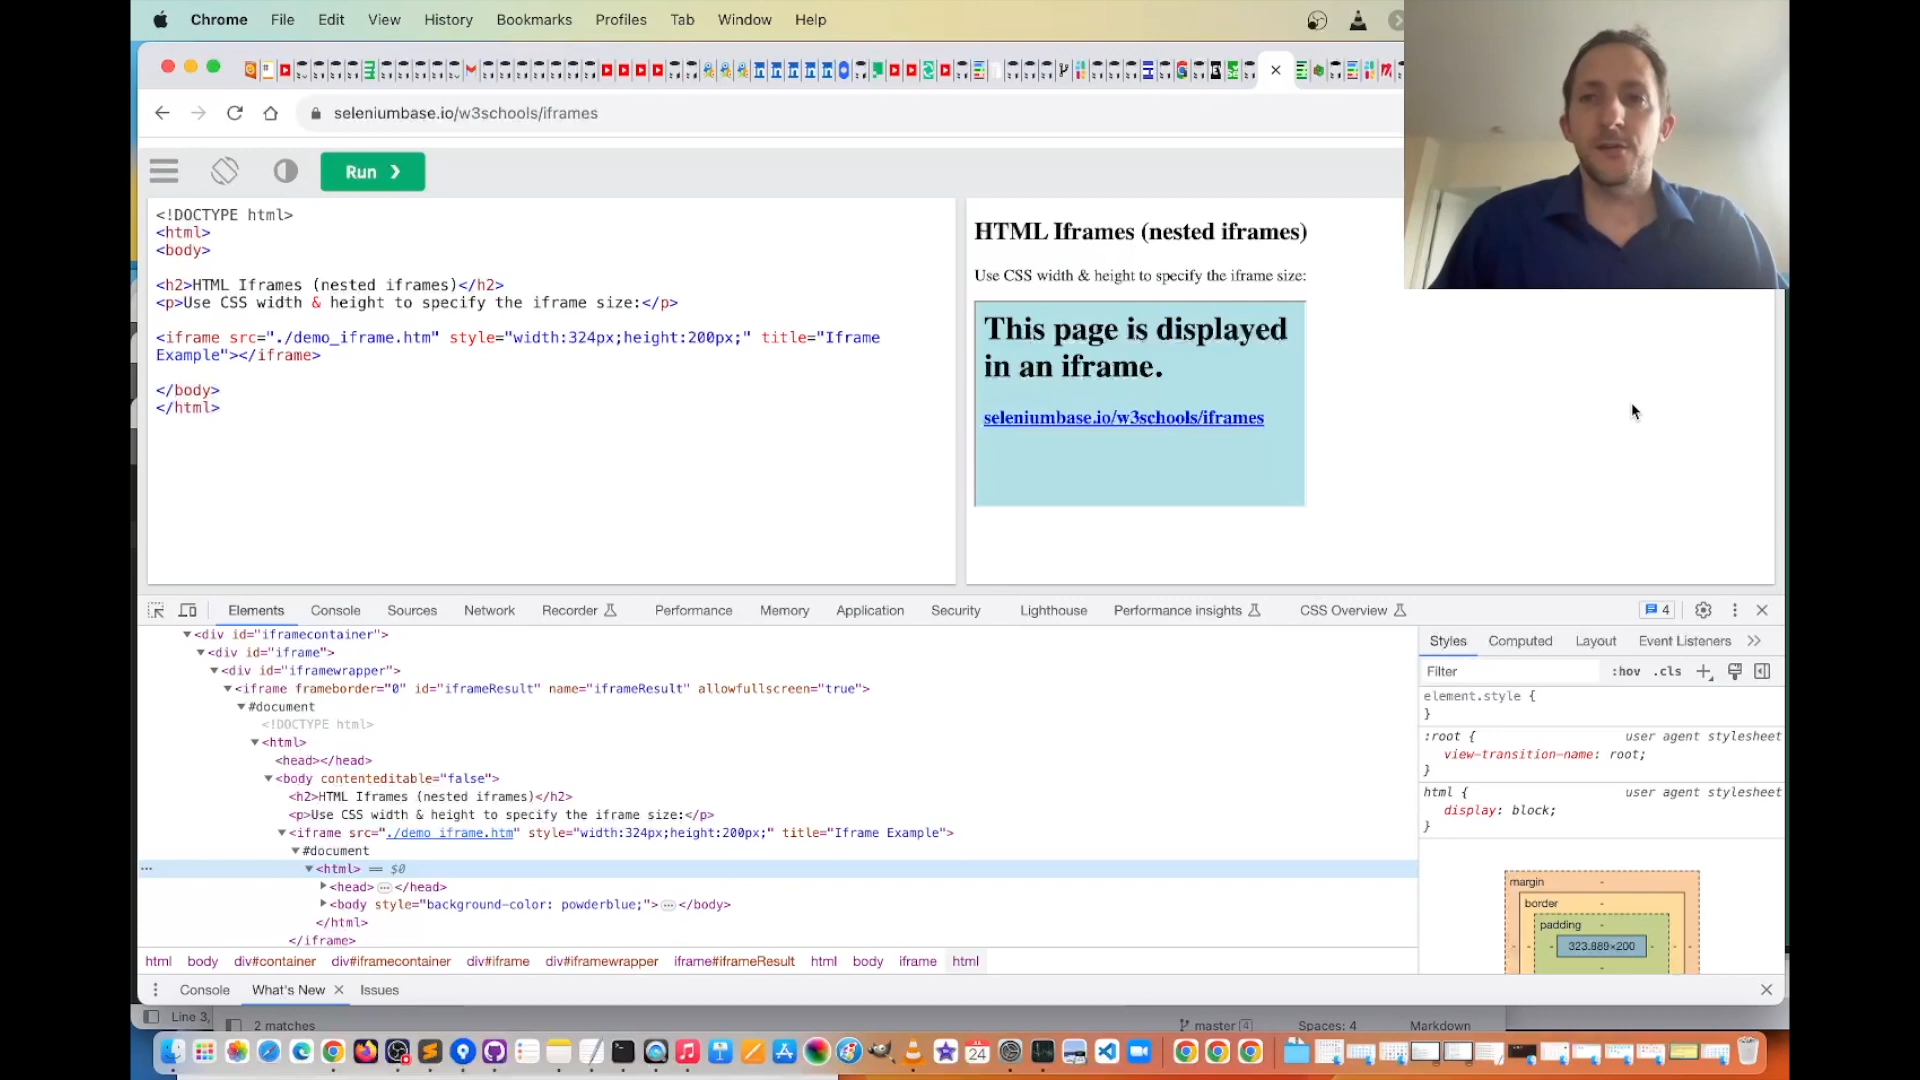 Chrome File Edit View History Bookmarks Profiles Tab Window Help
seleniumbase.io/w3schools/iframes
Run ❯
<!DOCTYPE html>
<html>
<body>
<h2>HTML Iframes (nested iframes)</h2>
<p>Use CSS width & height to specify the iframe size:</p>
<iframe src="./demo_iframe.htm" style="width:324px;height:200px;" title="Iframe
Example"></iframe>
</body>
</html>
HTML Iframes (nested iframes)
Use CSS width & height to specify the iframe size:
This page is displayed
in an iframe.
seleniumbase.io/w3schools/iframes
Elements Console Sources Network Recorder Performance Memory Application Security Lighthouse Performance insights CSS Overview 4
<div id="iframecontainer">
<div id="iframe">
<div id="iframewrapper">
<iframe frameborder="0" id="iframeResult" name="iframeResult" allowfullscreen="true">
#document
<!DOCTYPE html>
<html>
<head></head>
<body contenteditable="false">
<h2>HTML Iframes (nested iframes)</h2>
<p>Use CSS width & height to specify the iframe size:</p>
<iframe src="./demo_iframe.htm" style="width:324px;height:200px;" title="Iframe Example">
#document
<html> == $0
<head>…</head>
<body style="background-color: powderblue;">…</body>
</html>
</iframe>
html body div#container div#iframecontainer div#iframe div#iframewrapper iframe#iframeResult html body iframe html
Styles Computed Layout Event Listeners
Filter :hov .cls
element.style {
}
:root { user agent stylesheet
view-transition-name: root;
}
html { user agent stylesheet
display: block;
}
margin -
border -
padding -
- - - 323.889×200 - - -
-
Console What's New Issues
Line 3,
2 matches master 4 Spaces: 4 Markdown
24